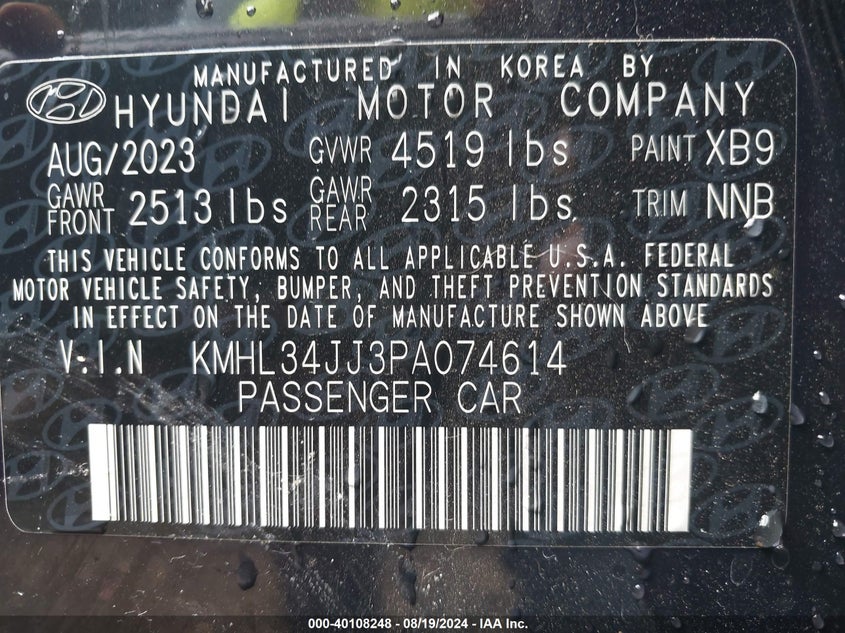 MANUFACTURED IN KOREA BY
HYUNDAI MOTOR COMPANY
AUG/2023 GVWR 4519 lbs PAINT XB9
GAWR FRONT 2513 lbs GAWR REAR 2315 lbs TRIM NNB
THIS VEHICLE CONFORMS TO ALL APPLICABLE U.S.A. FEDERAL
MOTOR VEHICLE SAFETY, BUMPER, AND THEFT PREVENTION STANDARDS
IN EFFECT ON THE DATE OF MANUFACTURE SHOWN ABOVE
V.I.N KMHL34JJ3PA074614
PASSENGER CAR
000-40108248 - 08/19/2024 - IAA Inc.